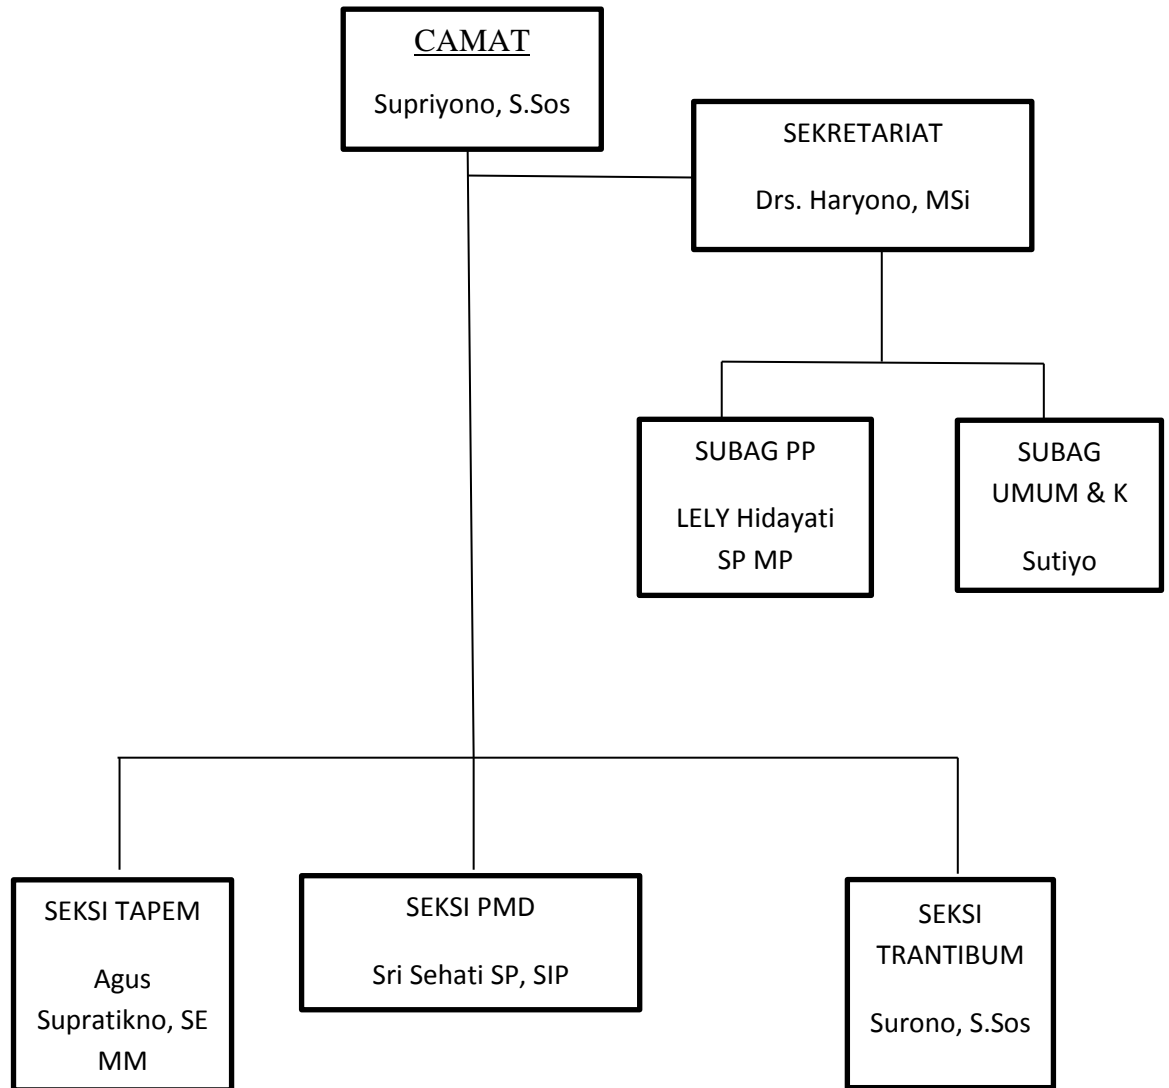 CAMAT
Supriyono, S.Sos
SEKRETARIAT
Drs. Haryono, MSi
SUBAG PP
LELY Hidayati
SP MP
SUBAG
UMUM & K
Sutiyo
SEKSI TAPEM
Agus
Supratikno, SE
MM
SEKSI PMD
Sri Sehati SP, SIP
SEKSI
TRANTIBUM
Surono, S.Sos